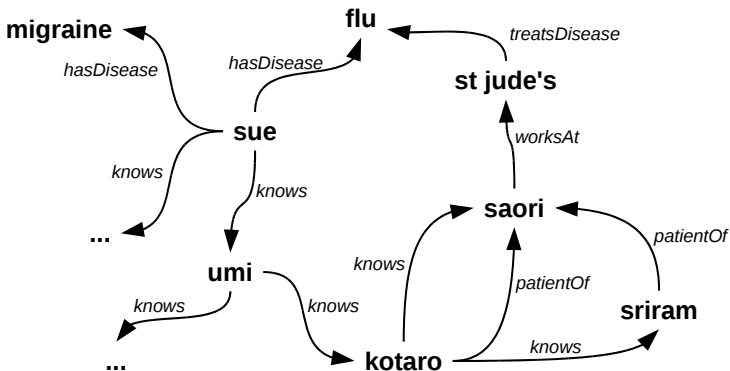 flu
migraine
treatsDisease
hasDisease
hasDisease
st jude's
sue
worksAt
knows
knows
saori
...
patientOf
knows
umi
patientOf
knows
knows
sriram
knows
...
kotaro